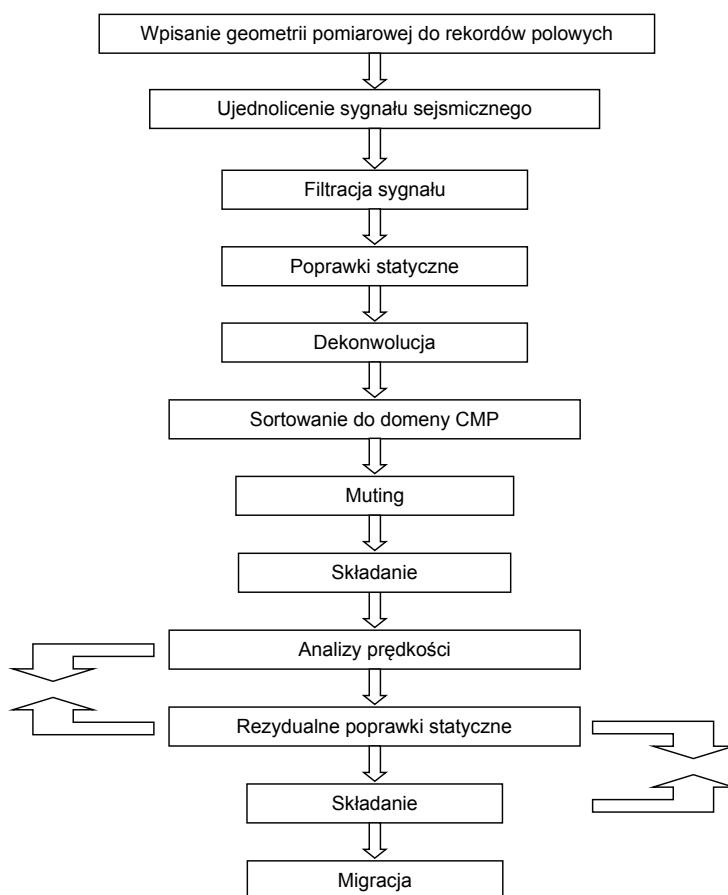 Wpisanie geometrii pomiarowej do rekordów polowych
Ujednolicenie sygnału sejsmicznego
Filtracja sygnału
Poprawki statyczne
Dekonwolucja
Sortowanie do domeny CMP
Muting
Składanie
Analizy prędkości
Rezydualne poprawki statyczne
Składanie
Migracja